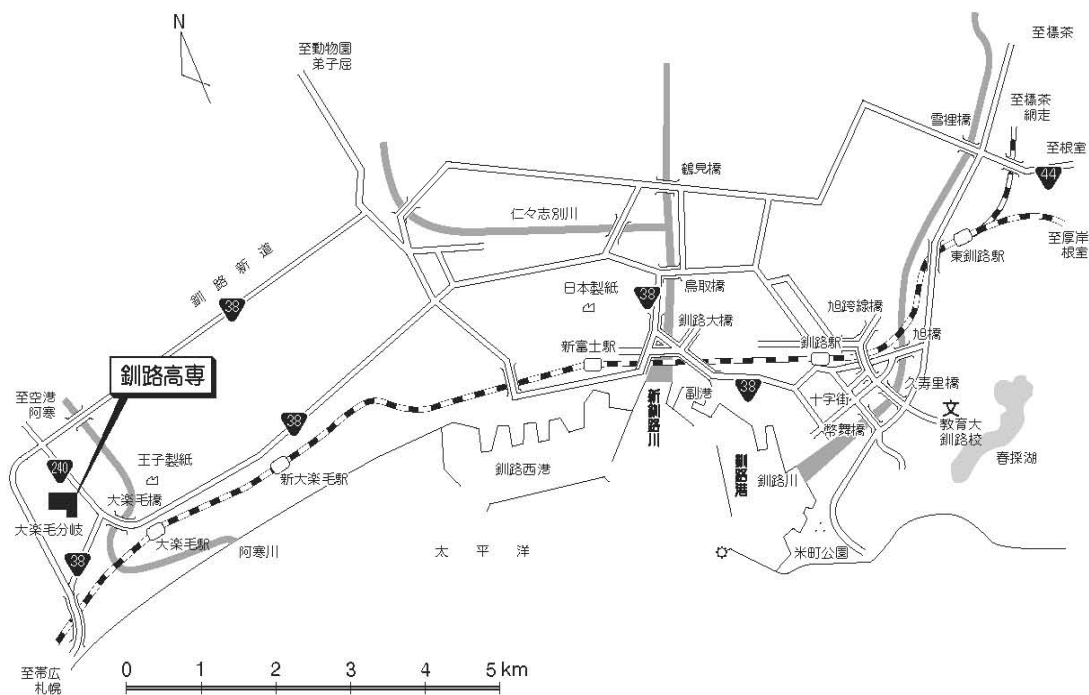 N
至動物園
弟子屈
至標茶
至標茶
網走
雪裡橋
至根室
44
鶴見橋
仁々志別川
至厚岸
根室
東釧路駅
釧路新道
38
日本製紙
38
鳥取橋
釧路大橋
旭跨線橋
旭橋
新富士駅
釧路駅
釧路高専
久寿里橋
至空港
阿寒
38
副港
38
十字街
文
教育大
釧路校
新釧路川
幣舞橋
春採湖
240
王子製紙
新大楽毛駅
釧路西港
釧路港
釧路川
大楽毛橋
大楽毛分岐
38
大楽毛駅
阿寒川
太平洋
米町公園
至帯広
札幌
0 1 2 3 4 5 km